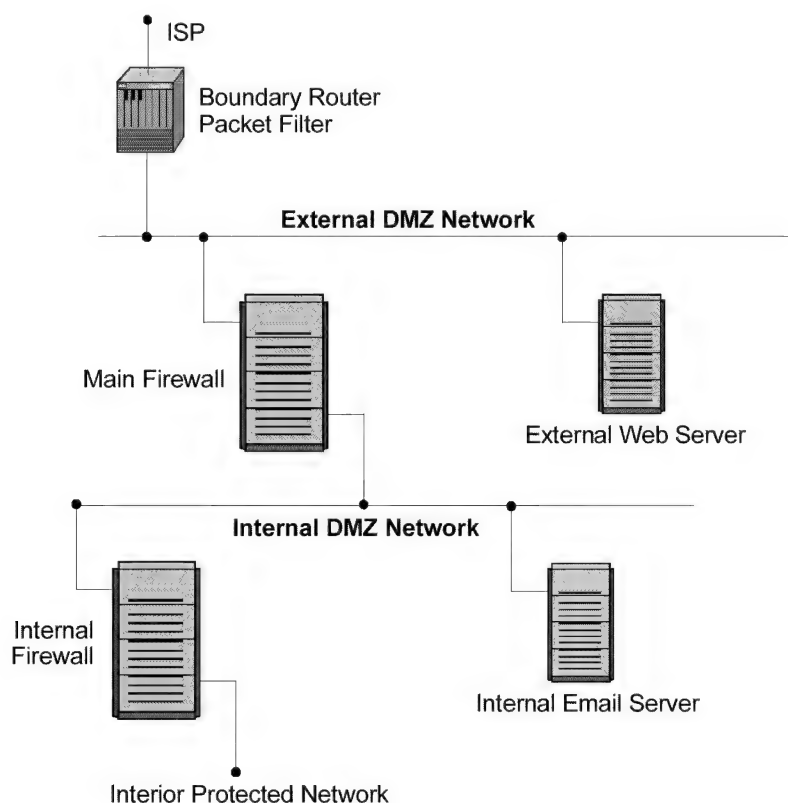 ISP
Boundary Router
Packet Filter
External DMZ Network
Main Firewall
External Web Server
Internal DMZ Network
Internal
Firewall
Internal Email Server
Interior Protected Network